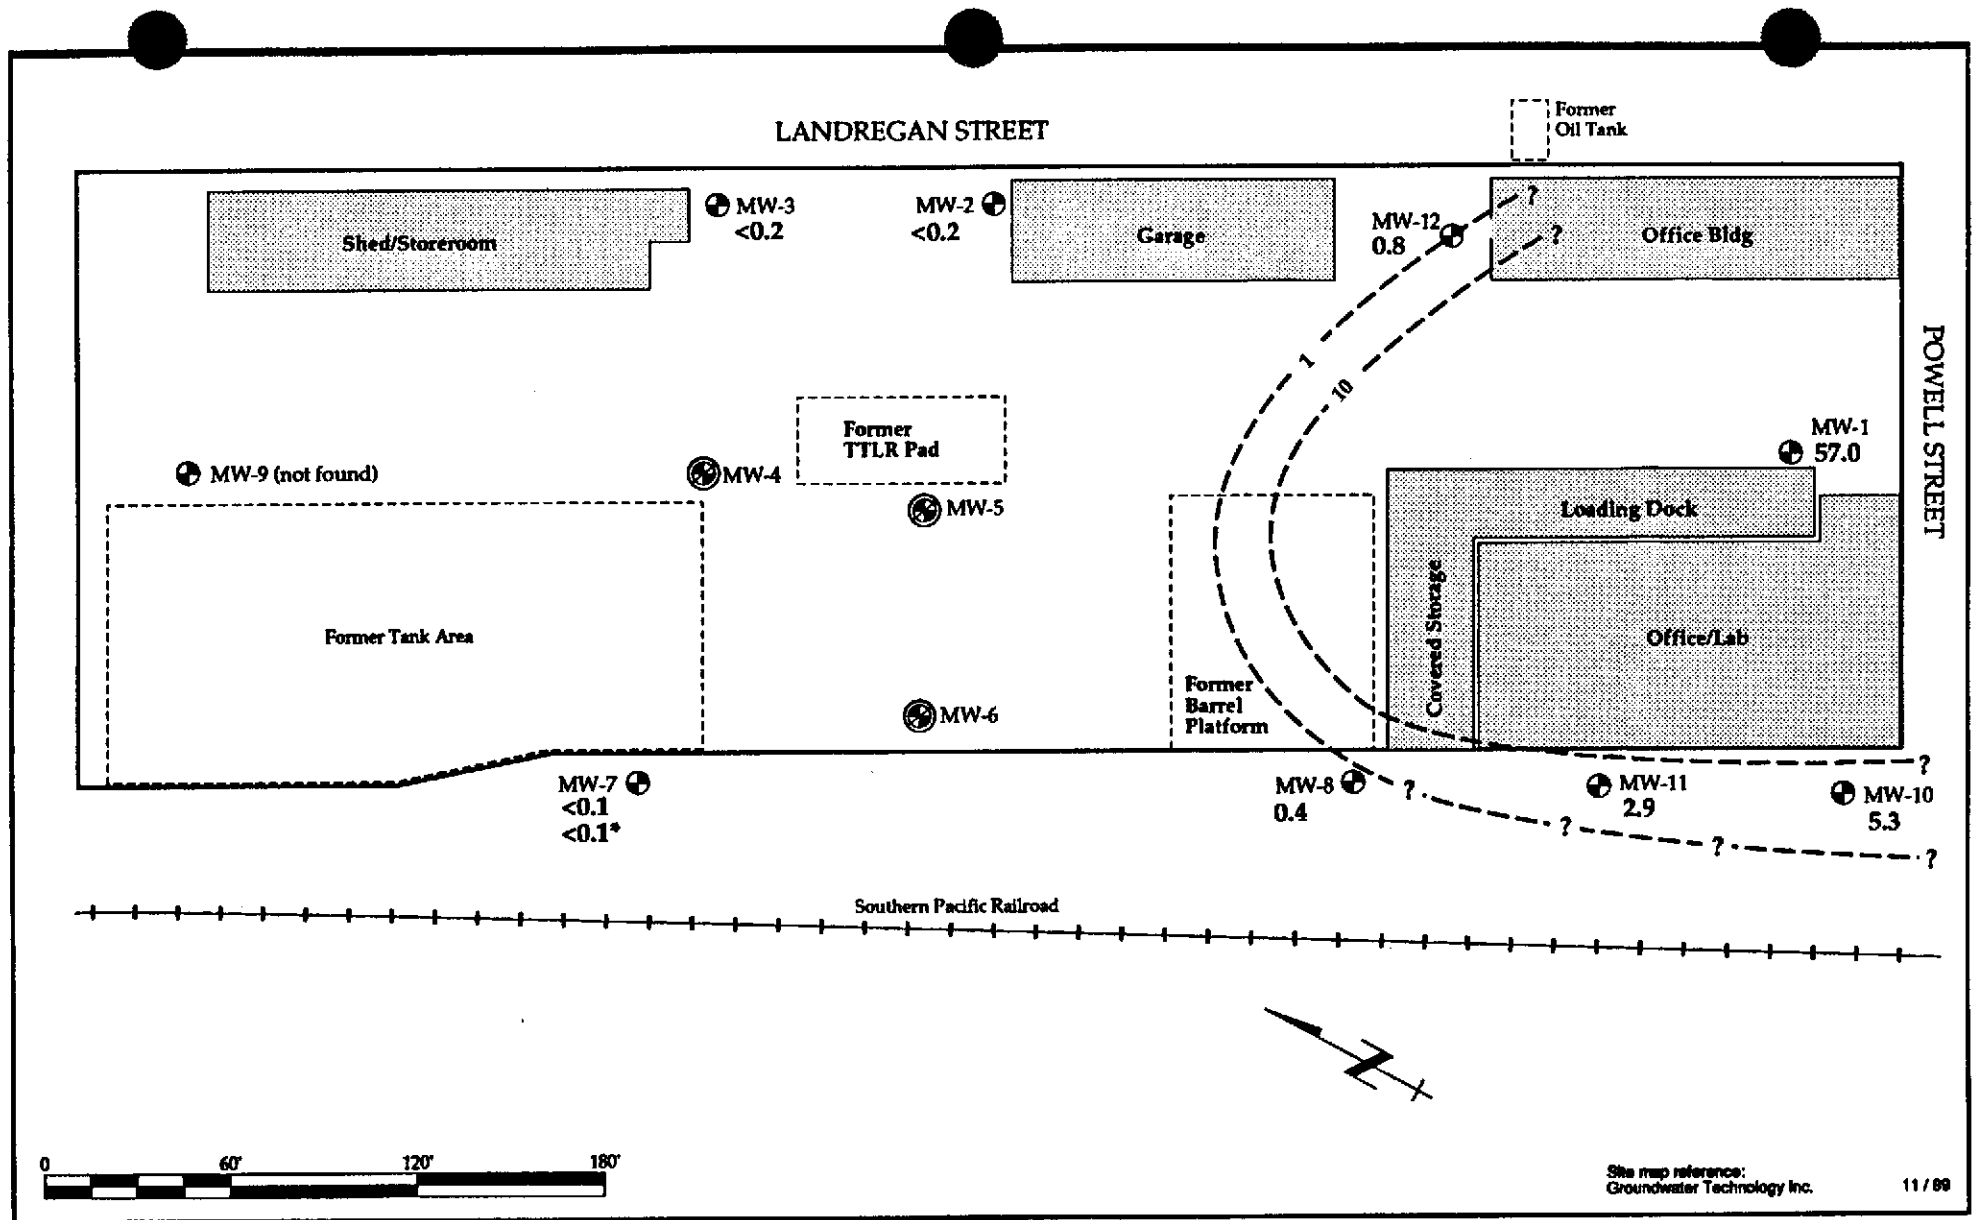 Former
Oil Tank
LANDREGAN STREET
MW-3
<0.2
MW-2
<0.2
MW-12
0.8
?
?
Shed/Storeroom
Garage
Office Bldg
POWELL STREET
1
10
Former
TTLR Pad
MW-1
57.0
MW-9 (not found)
MW-4
MW-5
Loading Dock
Covered Storage
Office/Lab
Former Tank Area
Former
Barrel
Platform
MW-6
MW-7
<0.1
<0.1*
MW-8
0.4
?
MW-11
2.9
?
MW-10
5.3
?
?
?
Southern Pacific Railroad
N
0 60' 120' 180'
Site map reference:
Groundwater Technology Inc.
11 / 89